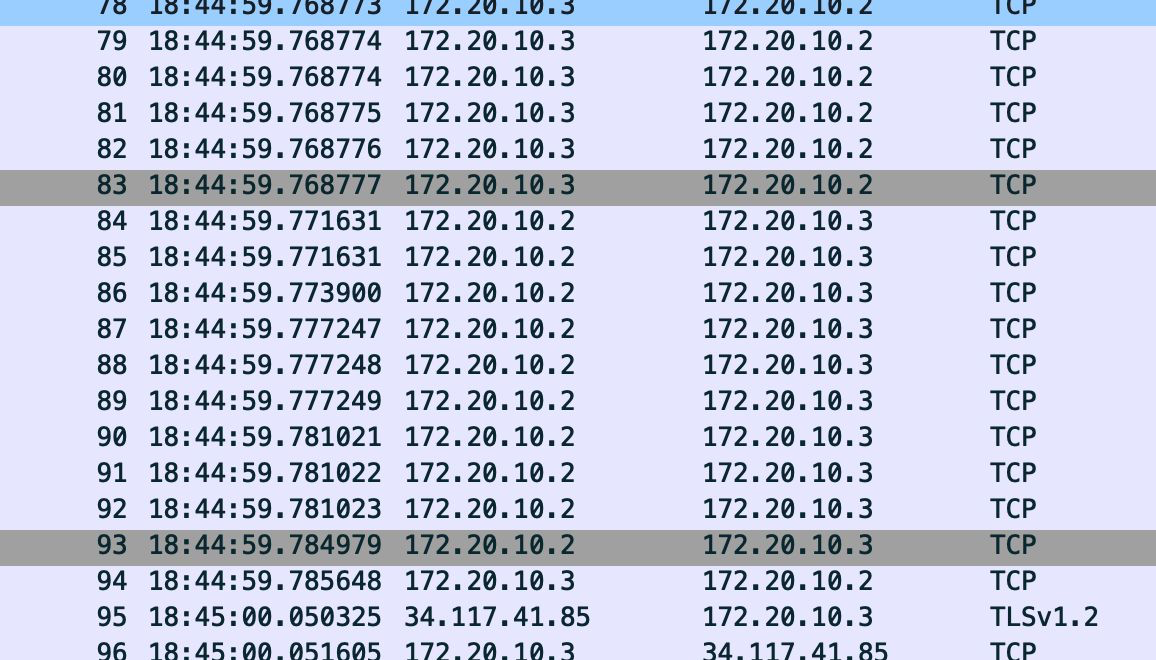 78 18:44:59.768773 172.20.10.3 172.20.10.2 TCP
79 18:44:59.768774 172.20.10.3 172.20.10.2 TCP
80 18:44:59.768774 172.20.10.3 172.20.10.2 TCP
81 18:44:59.768775 172.20.10.3 172.20.10.2 TCP
82 18:44:59.768776 172.20.10.3 172.20.10.2 TCP
83 18:44:59.768777 172.20.10.3 172.20.10.2 TCP
84 18:44:59.771631 172.20.10.2 172.20.10.3 TCP
85 18:44:59.771631 172.20.10.2 172.20.10.3 TCP
86 18:44:59.773900 172.20.10.2 172.20.10.3 TCP
87 18:44:59.777247 172.20.10.2 172.20.10.3 TCP
88 18:44:59.777248 172.20.10.2 172.20.10.3 TCP
89 18:44:59.777249 172.20.10.2 172.20.10.3 TCP
90 18:44:59.781021 172.20.10.2 172.20.10.3 TCP
91 18:44:59.781022 172.20.10.2 172.20.10.3 TCP
92 18:44:59.781023 172.20.10.2 172.20.10.3 TCP
93 18:44:59.784979 172.20.10.2 172.20.10.3 TCP
94 18:44:59.785648 172.20.10.3 172.20.10.2 TCP
95 18:45:00.050325 34.117.41.85 172.20.10.3 TLSv1.2
96 18:45:00.051605 172.20.10.3 34.117.41.85 TCP